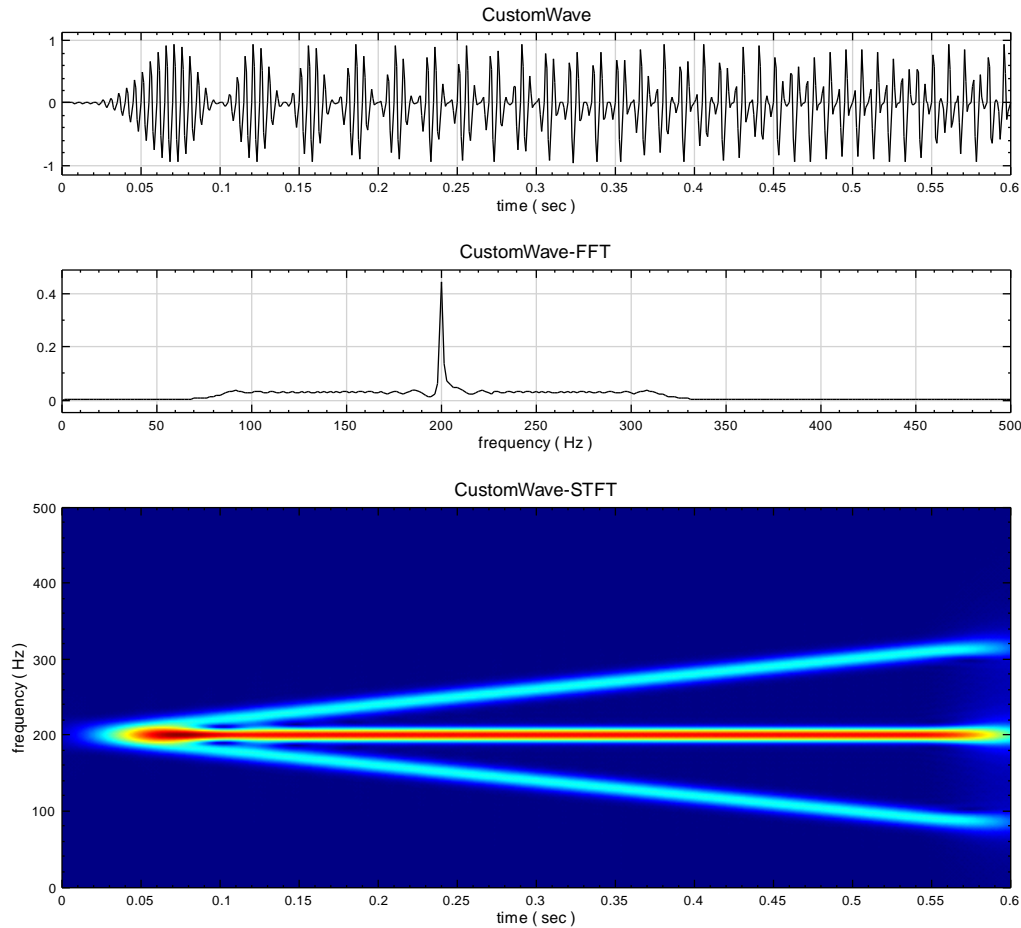 CustomWave
1
0
-1
0 0.05 0.1 0.15 0.2 0.25 0.3 0.35 0.4 0.45 0.5 0.55 0.6
time ( sec )
CustomWave-FFT
0.4
0.2
0
0 50 100 150 200 250 300 350 400 450 500
frequency ( Hz )
CustomWave-STFT
500
400
300
200
100
0
frequency ( Hz )
0 0.05 0.1 0.15 0.2 0.25 0.3 0.35 0.4 0.45 0.5 0.55 0.6
time ( sec )